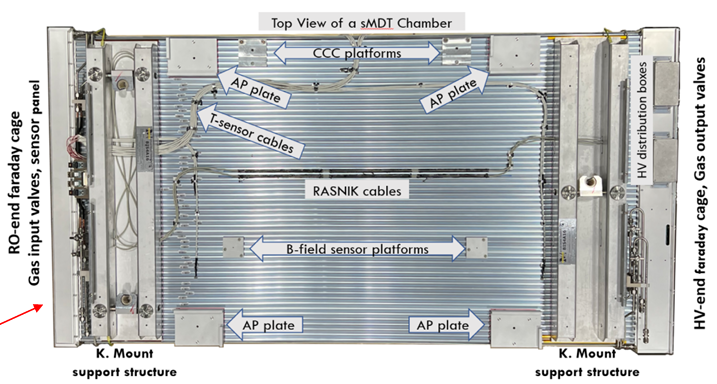 Top View of a sMDT Chamber
CCC platforms
AP plate
AP plate
T-sensor cables
RASNIK cables
B-field sensor platforms
AP plate
AP plate
RO-end faraday cage
Gas input valves, sensor panel
HV distribution boxes
HV-end faraday cage, Gas output valves
K. Mount
support structure
K. Mount
support structure